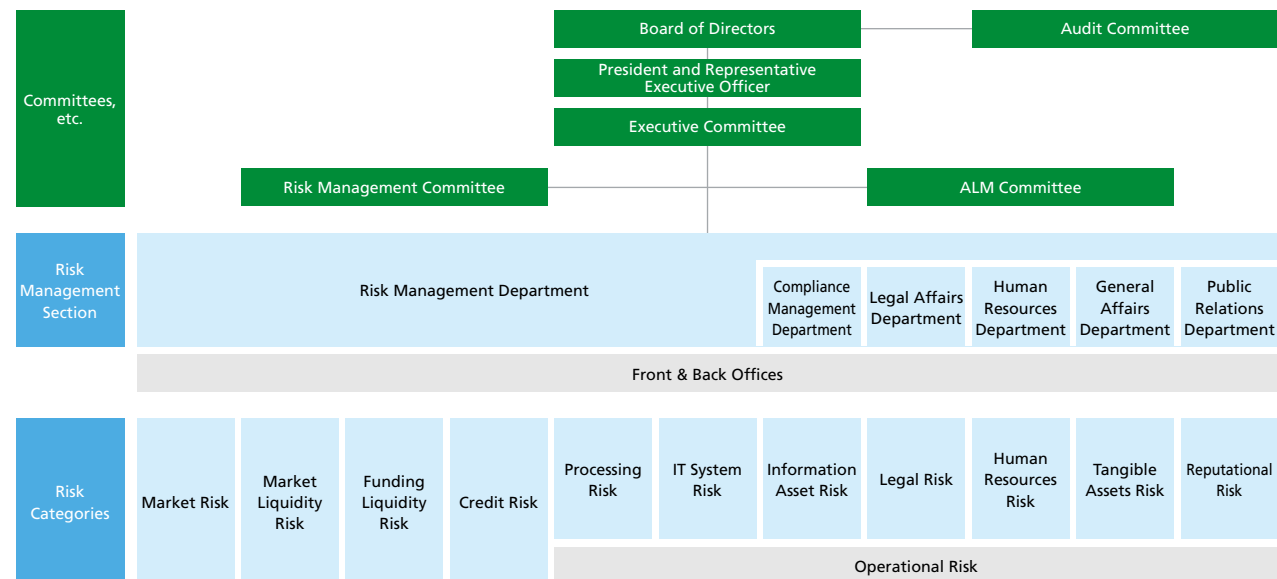 Committees,
etc.
Board of Directors
Audit Committee
President and Representative
Executive Officer
Executive Committee
Risk Management Committee
ALM Committee
Risk
Management
Section
Risk Management Department
Compliance
Management
Department
Legal Affairs
Department
Human
Resources
Department
General
Affairs
Department
Public
Relations
Department
Front & Back Offices
Risk
Categories
Market Risk
Market
Liquidity
Risk
Funding
Liquidity
Risk
Credit Risk
Processing
Risk
IT System
Risk
Information
Asset Risk
Legal Risk
Human
Resources
Risk
Tangible
Assets Risk
Reputational
Risk
Operational Risk